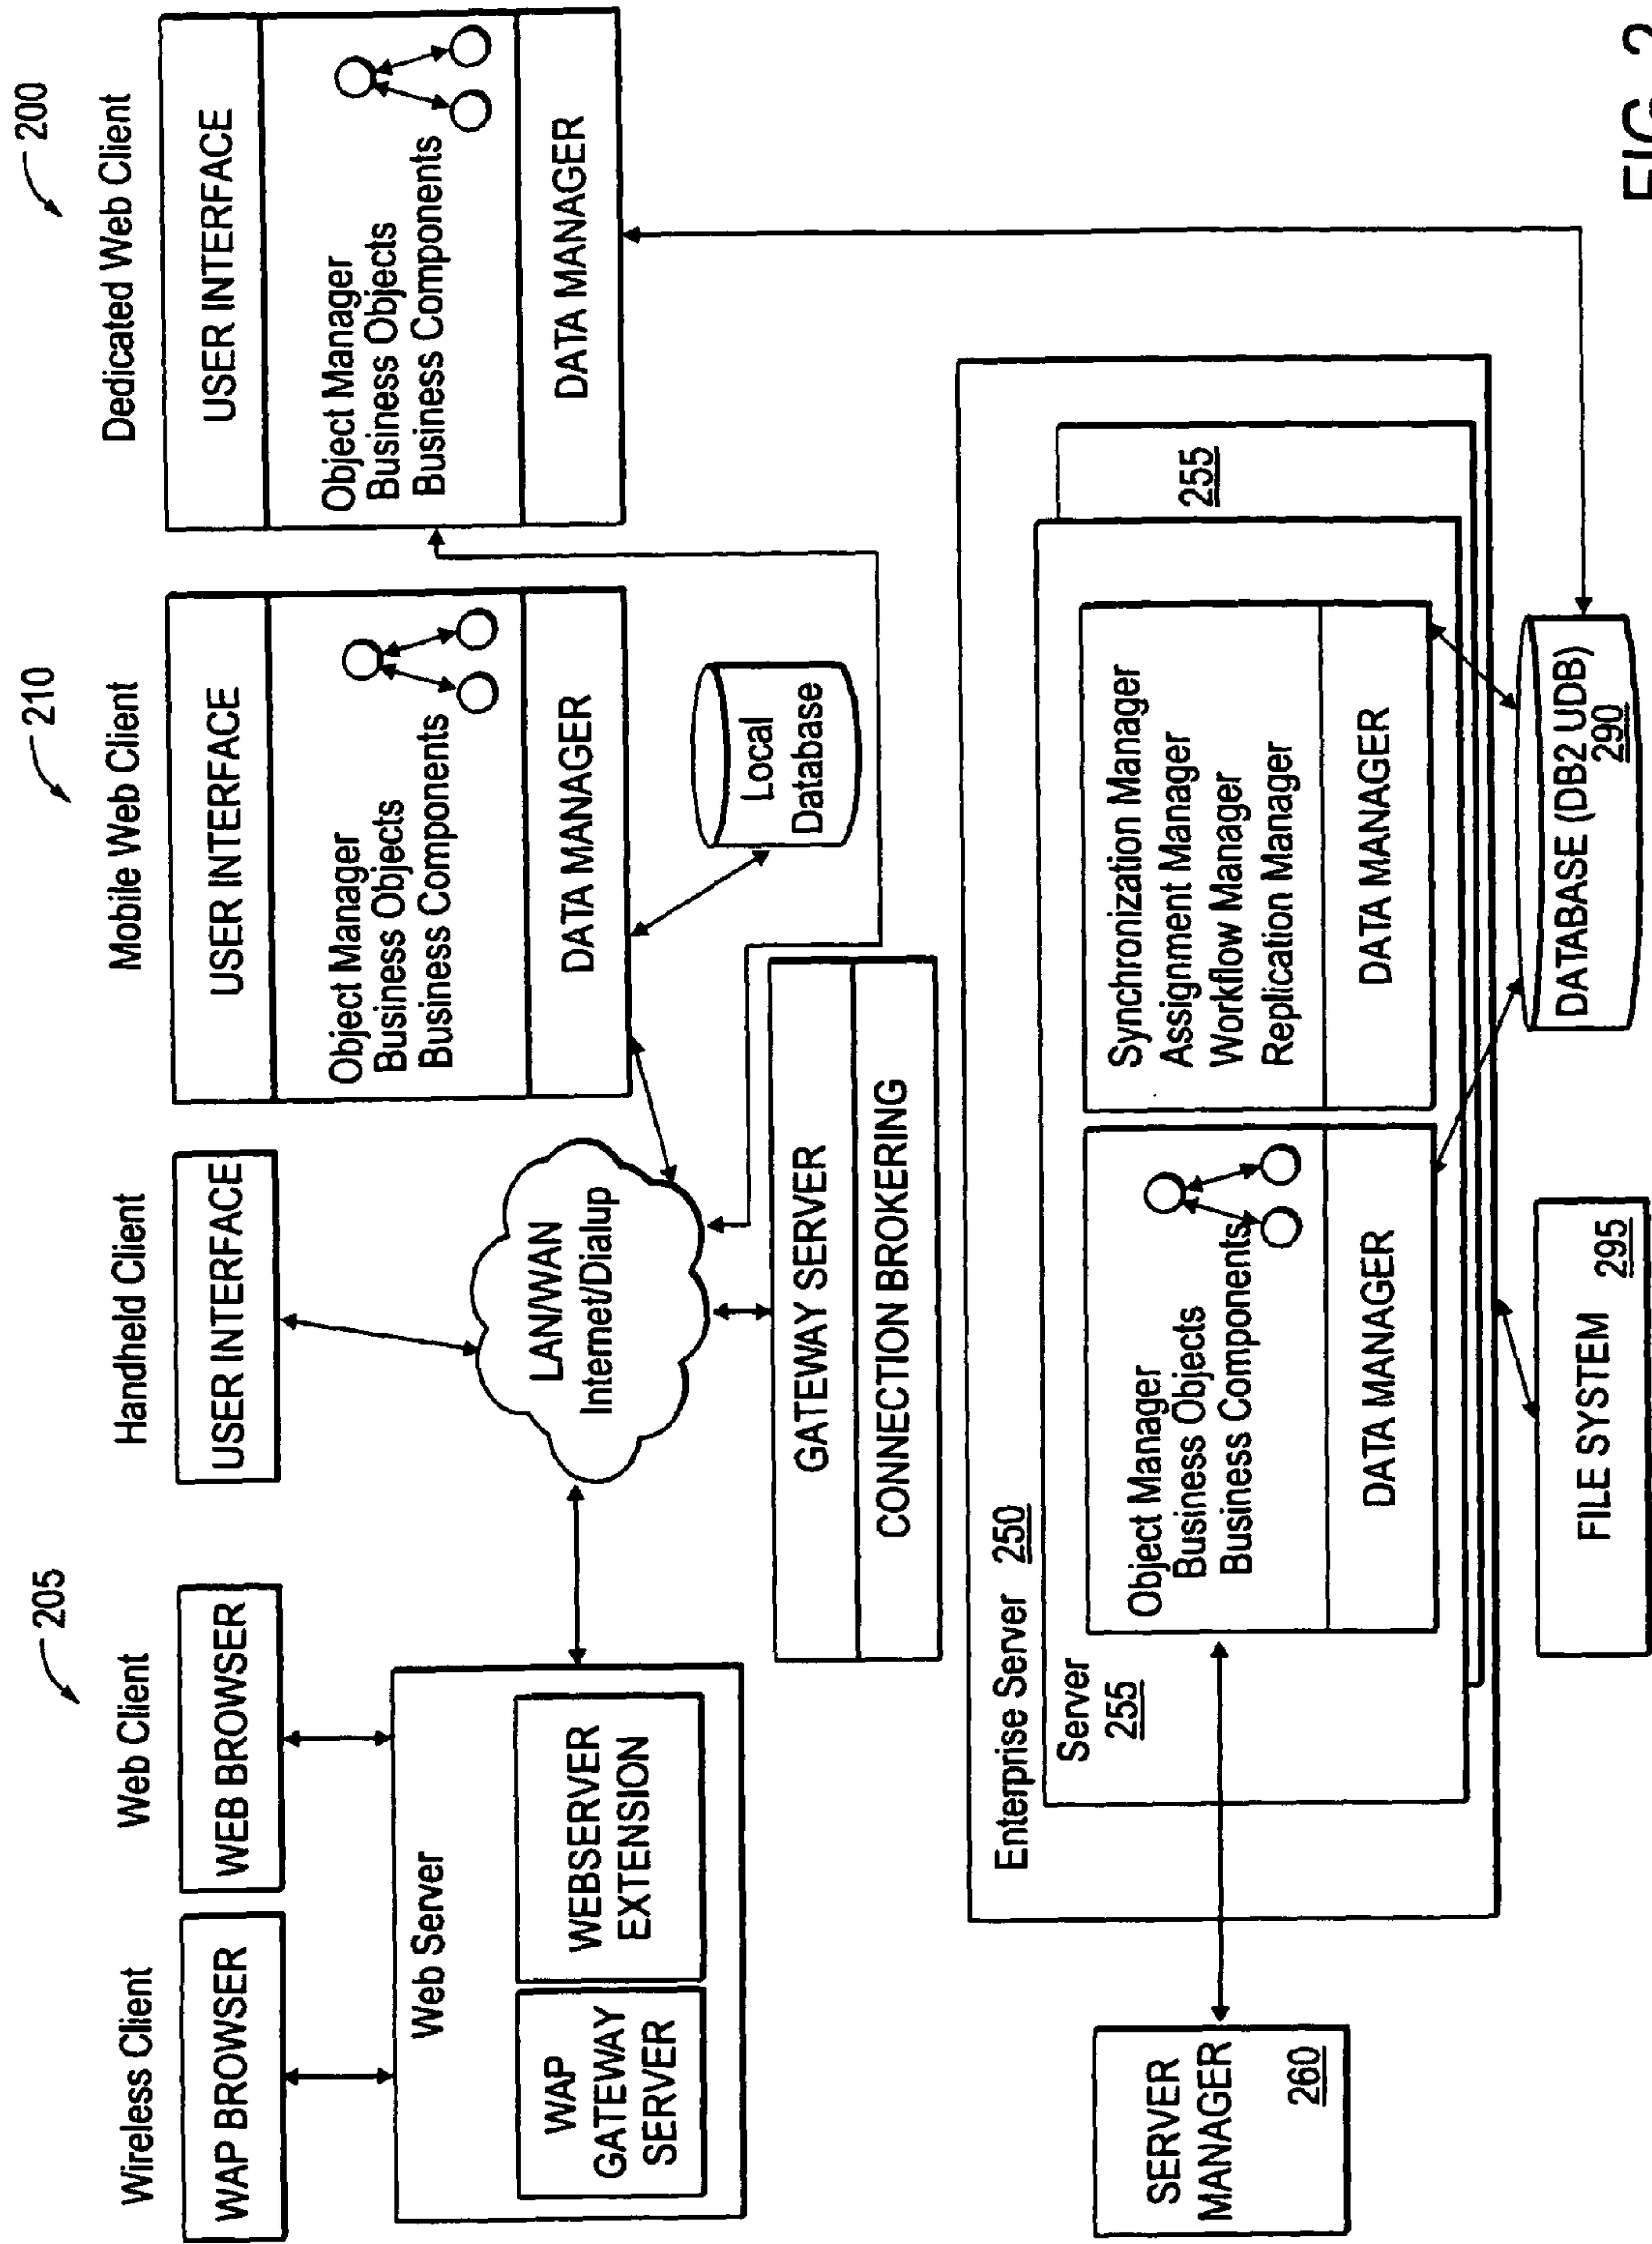 200
210
205
Wireless Client
Web Client
Handheld Client
Mobile Web Client
Dedicated Web Client
WAP BROWSER
WEB BROWSER
USER INTERFACE
USER INTERFACE
Object Manager
Business Objects
Business Components
DATA MANAGER
USER INTERFACE
Object Manager
Business Objects
Business Components
DATA MANAGER
Web Server
WAP
GATEWAY
SERVER
WEBSERVER
EXTENSION
LAN/WAN
Internet/Dialup
Local
Database
GATEWAY SERVER
CONNECTION BROKERING
Enterprise Server 250
Server
255
255
Object Manager
Business Objects
Business Components
DATA MANAGER
Synchronization Manager
Assignment Manager
Workflow Manager
Replication Manager
DATA MANAGER
SERVER
MANAGER
260
FILE SYSTEM
295
DATABASE (DB2 UDB)
290
FIG. 2